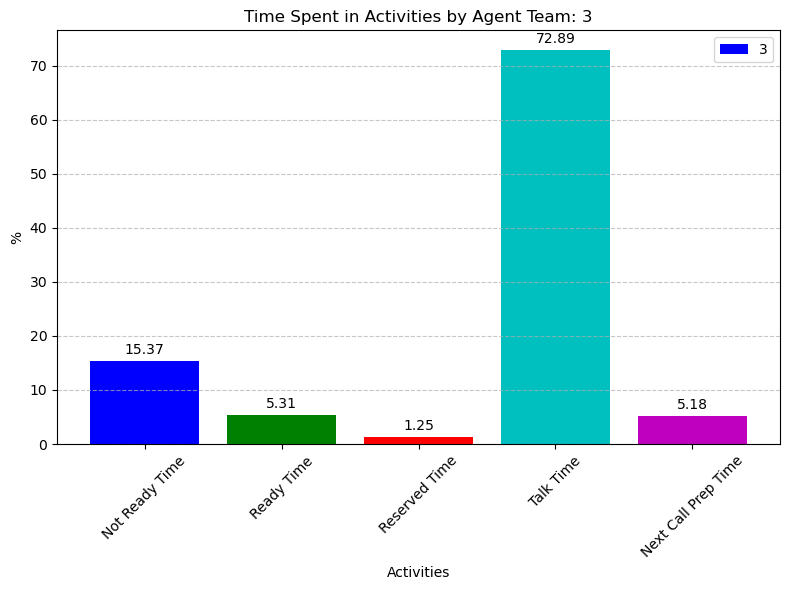 Time Spent in Activities by Agent Team: 3
3
%
70
60
50
40
30
20
10
0
15.37
5.31
1.25
72.89
5.18
Not Ready Time
Ready Time
Reserved Time
Talk Time
Next Call Prep Time
Activities